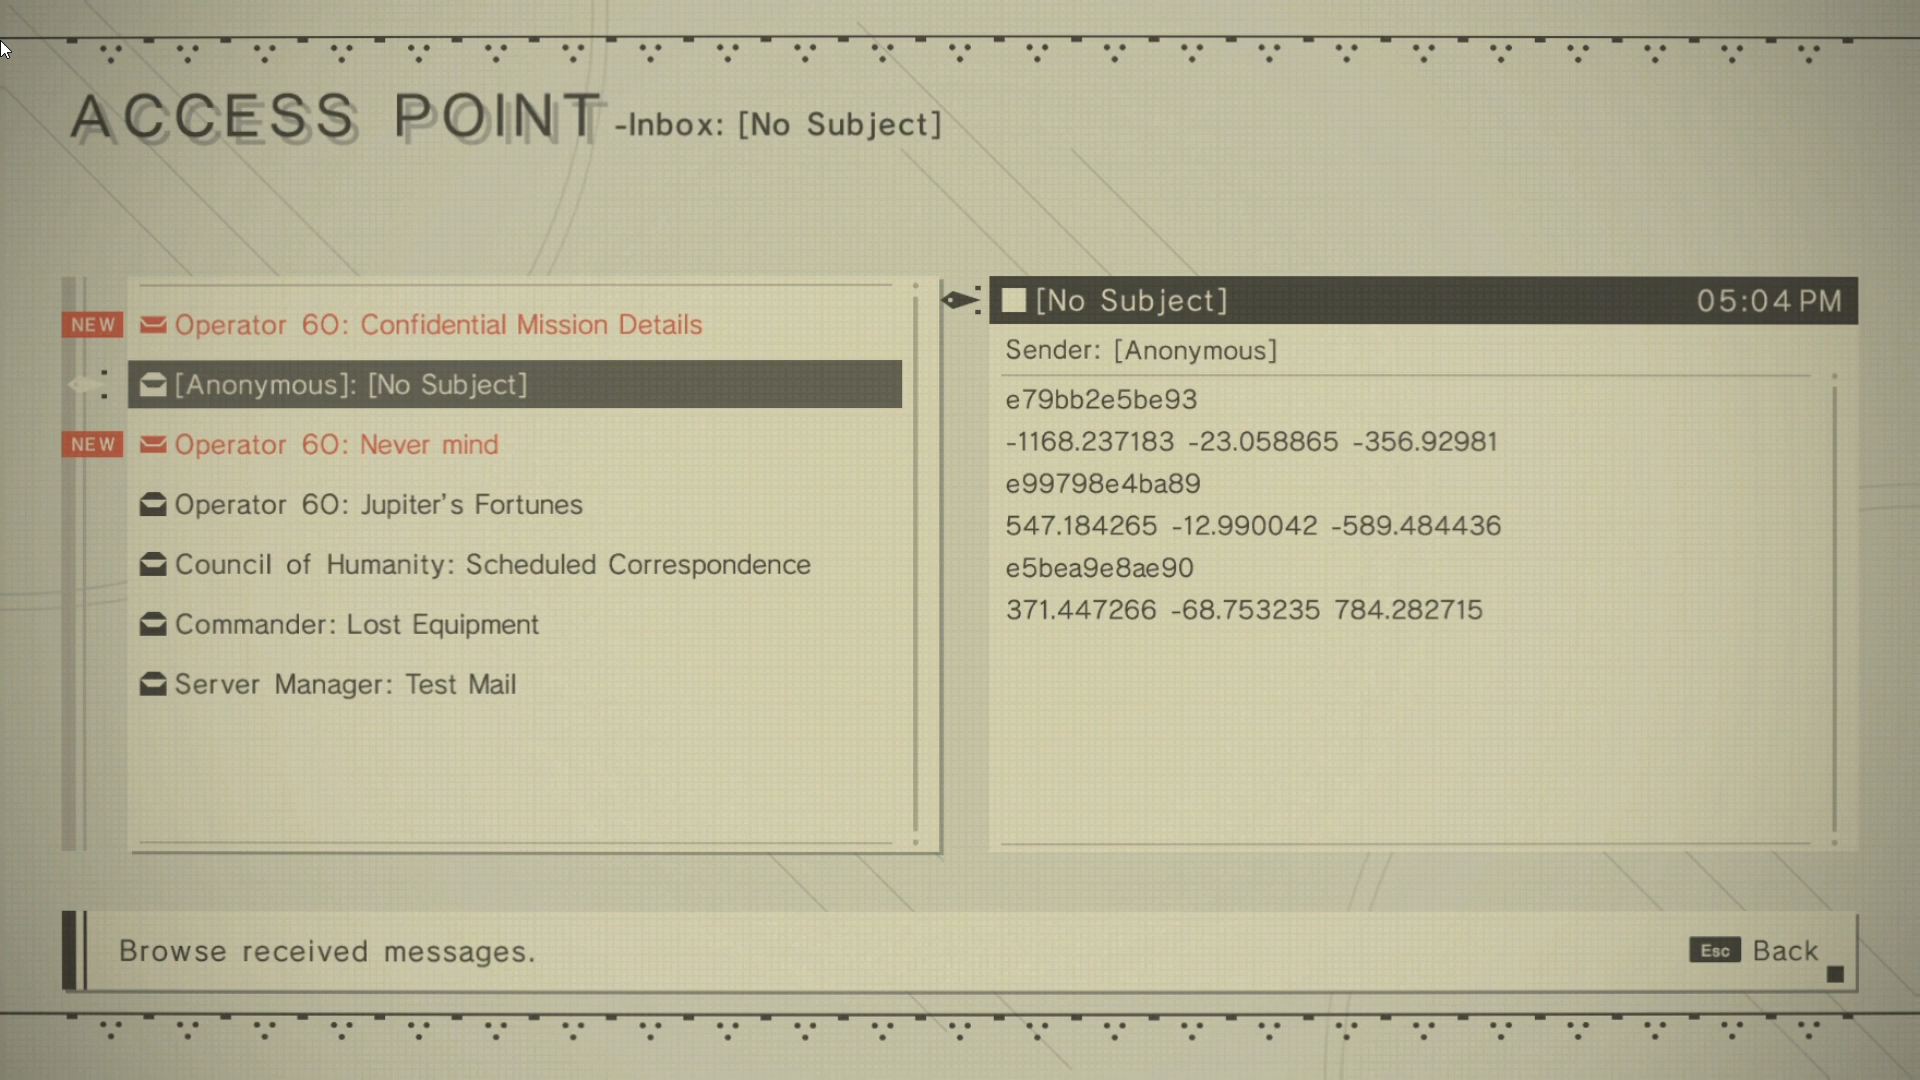 ACCESS POINT -Inbox: [No Subject]
NEW Operator 6O: Confidential Mission Details
[Anonymous]: [No Subject]
NEW Operator 6O: Never mind
Operator 6O: Jupiter's Fortunes
Council of Humanity: Scheduled Correspondence
Commander: Lost Equipment
Server Manager: Test Mail
[No Subject] 05:04 PM
Sender: [Anonymous]
e79bb2e5be93
-1168.237183 -23.058865 -356.92981
e99798e4ba89
547.184265 -12.990042 -589.484436
e5bea9e8ae90
371.447266 -68.753235 784.282715
Browse received messages.
Esc Back